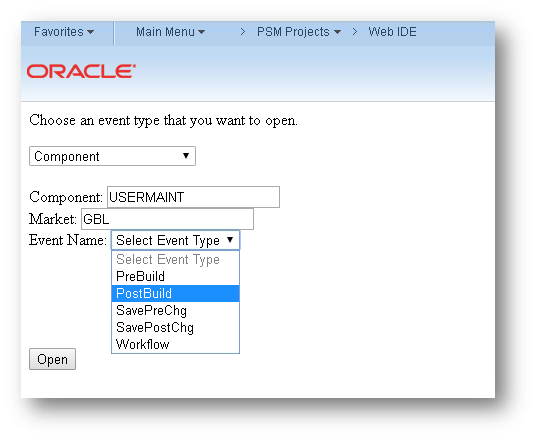 Favorites Main Menu > PSM Projects > Web IDE
ORACLE
Choose an event type that you want to open.
Component
Component: USERMAINT
Market: GBL
Event Name: Select Event Type
Select Event Type
PreBuild
PostBuild
SavePreChg
SavePostChg
Workflow
Open